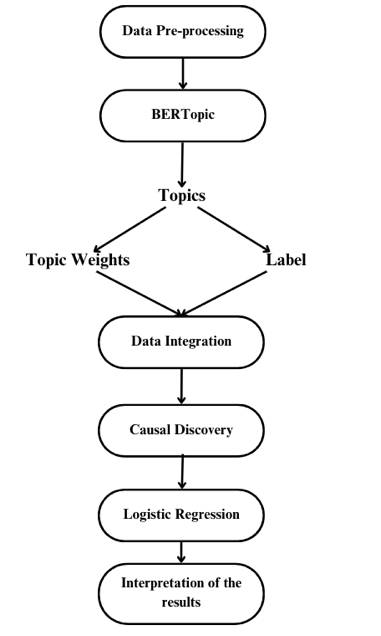 Data Pre-processing
BERTopic
Topics
Topic Weights
Label
Data Integration
Causal Discovery
Logistic Regression
Interpretation of the
results